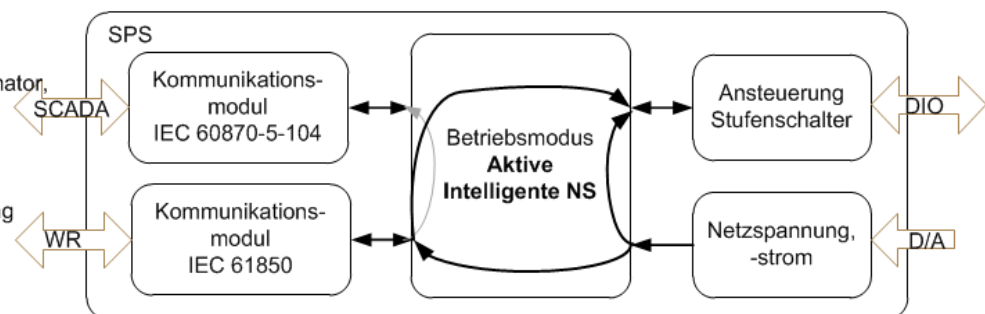 SPS
nator,
SCADA
Kommunikations-
modul
IEC 60870-5-104
Betriebsmodus
Aktive
Intelligente NS
Ansteuerung
Stufenschalter
DIO
ng
WR
Kommunikations-
modul
IEC 61850
Netzspannung,
-strom
D/A